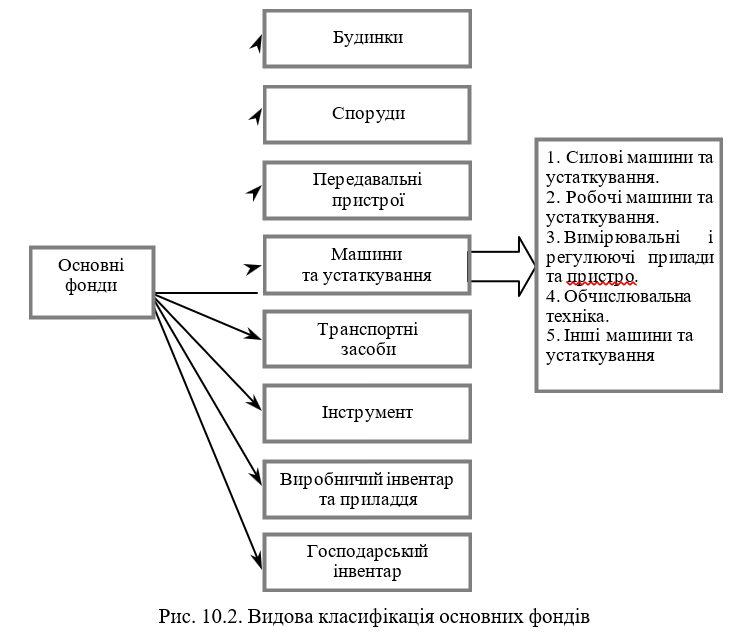 Будинки
Споруди
Передавальні
пристрої
Основні
фонди
Машини
та устаткування
1. Силові машини та
устаткування.
2. Робочі машини та
устаткування.
3. Вимірювальні і
регулюючі прилади
та пристро.
4. Обчислювальна
техніка.
5. Інші машини та
устаткування
Транспортні
засоби
Інструмент
Виробничий інвентар
та приладдя
Господарський
інвентар
Рис. 10.2. Видова класифікація основних фондів